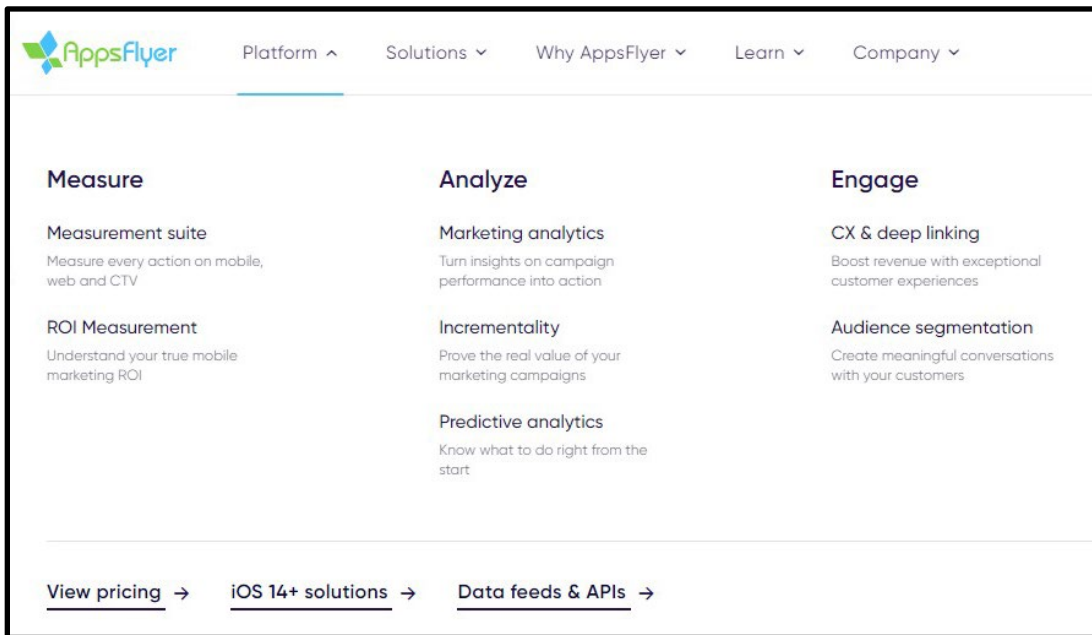 AppsFlyer Platform Solutions Why AppsFlyer Learn Company
Measure
Measurement suite
Measure every action on mobile,
web and CTV
ROI Measurement
Understand your true mobile
marketing ROI
Analyze
Marketing analytics
Turn insights on campaign
performance into action
Incrementality
Prove the real value of your
marketing campaigns
Predictive analytics
Know what to do right from the
start
Engage
CX & deep linking
Boost revenue with exceptional
customer experiences
Audience segmentation
Create meaningful conversations
with your customers
View pricing → iOS 14+ solutions → Data feeds & APIs →